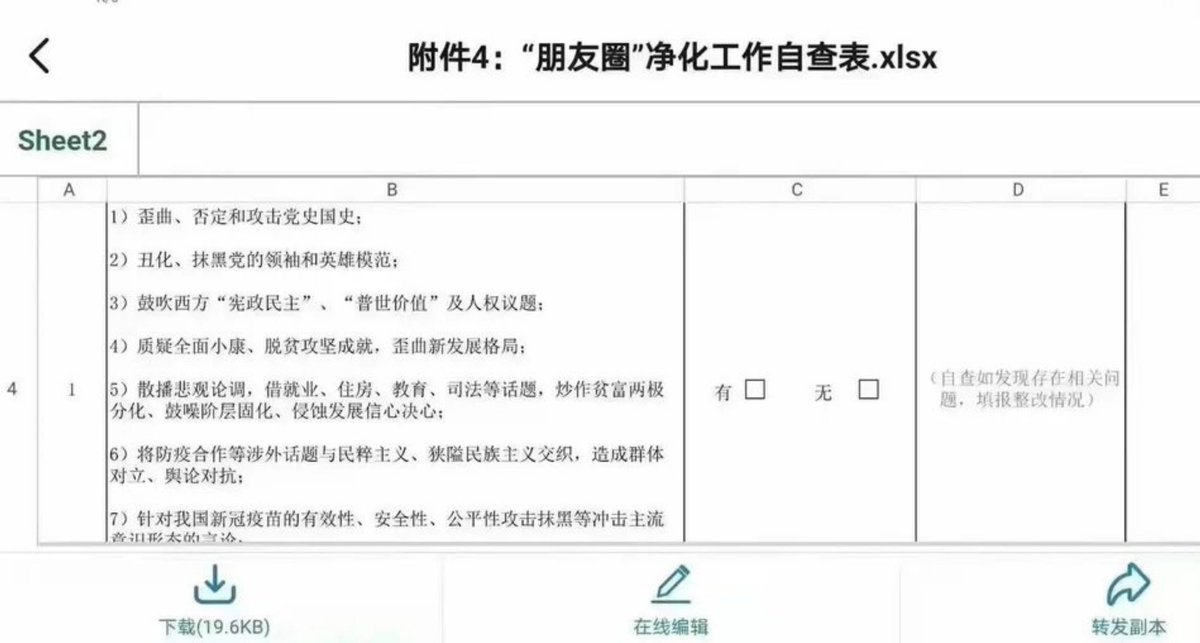 附件4：“朋友圈”净化工作自查表.xlsx
Sheet2
A B C D E
1）歪曲、否定和攻击党史国史；
2）丑化、抹黑党的领袖和英雄模范；
3）鼓吹西方“宪政民主”、“普世价值”及人权议题；
4）质疑全面小康、脱贫攻坚成就，歪曲新发展格局；
5）散播悲观论调，借就业、住房、教育、司法等话题，炒作贫富两极
分化、鼓噪阶层固化、侵蚀发展信心决心；
6）将防疫合作等涉外话题与民粹主义、狭隘民族主义交织，造成群体
对立、舆论对抗；
7）针对我国新冠疫苗的有效性、安全性、公平性攻击抹黑等冲击主流
意识形态的言论；
4
1
有 □ 无 □
（自查如发现存在相关问
题，填报整改情况）
下载(19.6KB)
在线编辑
转发副本